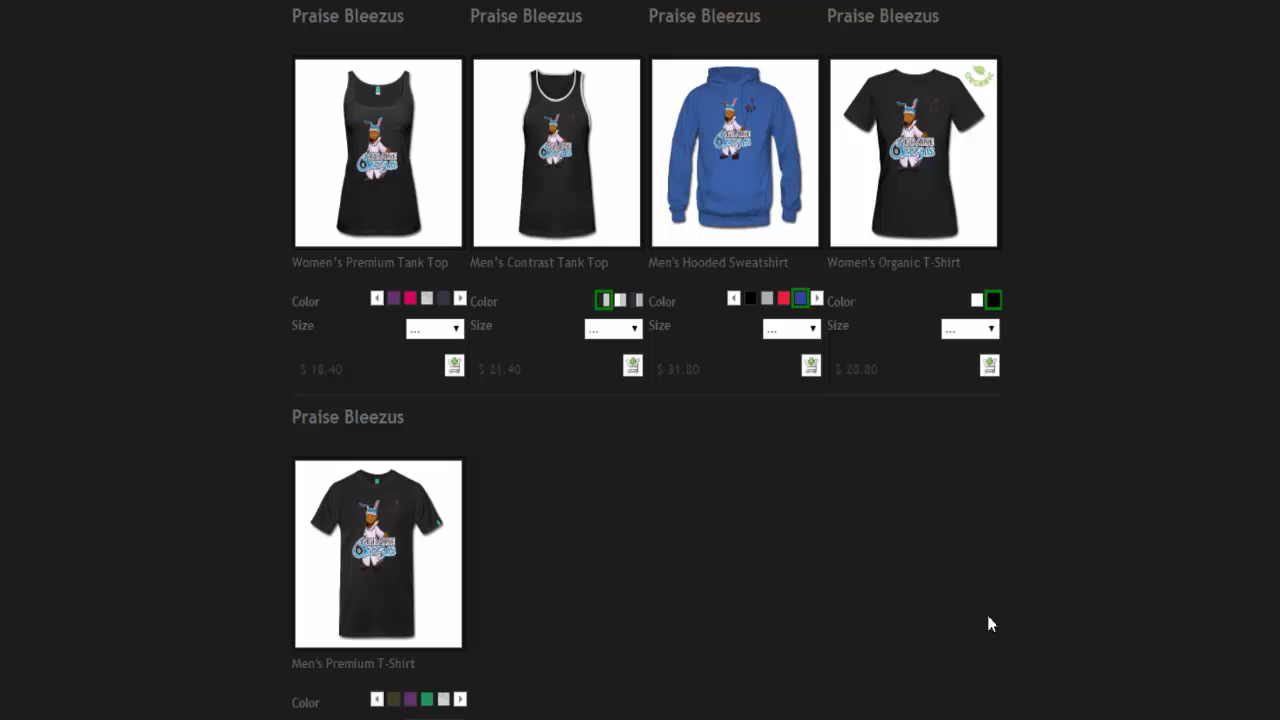 Praise Bleezus
Praise Bleezus
Praise Bleezus
Praise Bleezus
ORGANIC
Women's Premium Tank Top
Men's Contrast Tank Top
Men's Hooded Sweatshirt
Women's Organic T-Shirt
Color
Color
Color
Color
Size
...
Size
...
Size
...
Size
...
$ 18.40
$ 21.40
$ 31.80
$ 20.80
Praise Bleezus
Men's Premium T-Shirt
Color